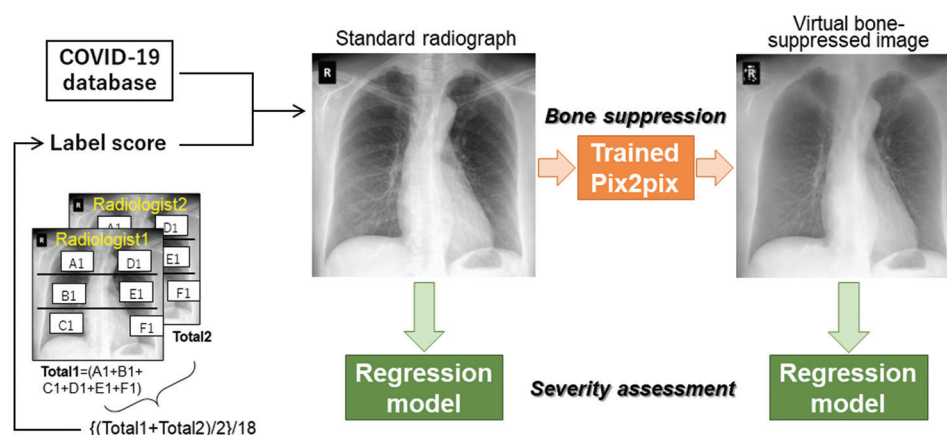 COVID-19
database
Label score
Standard radiograph
Virtual bone-
suppressed image
R
R
Bone suppression
Trained
Pix2pix
R
Radiologist2
A1
D1
E1
F1
Total2
R
Radiologist1
A1
D1
B1
E1
C1
F1
Total1=(A1+B1+
C1+D1+E1+F1)
{(Total1+Total2)/2}/18
Regression
model
Severity assessment
Regression
model